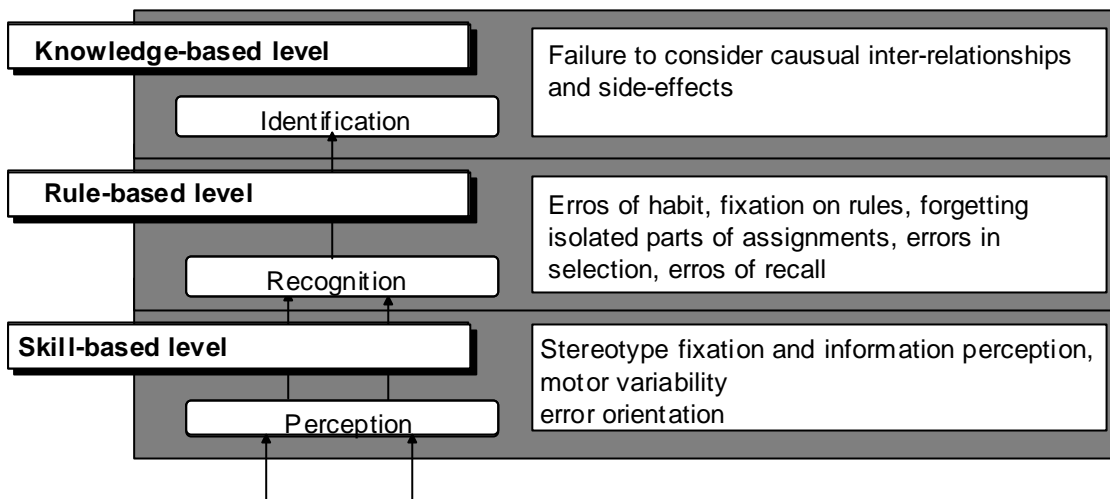 Knowledge-based level
Failure to consider causual inter-relationships
and side-effects
Identification
Rule-based level
Erros of habit, fixation on rules, forgetting
isolated parts of assignments, errors in
selection, erros of recall
Recognition
Skill-based level
Stereotype fixation and information perception,
motor variability
error orientation
Perception